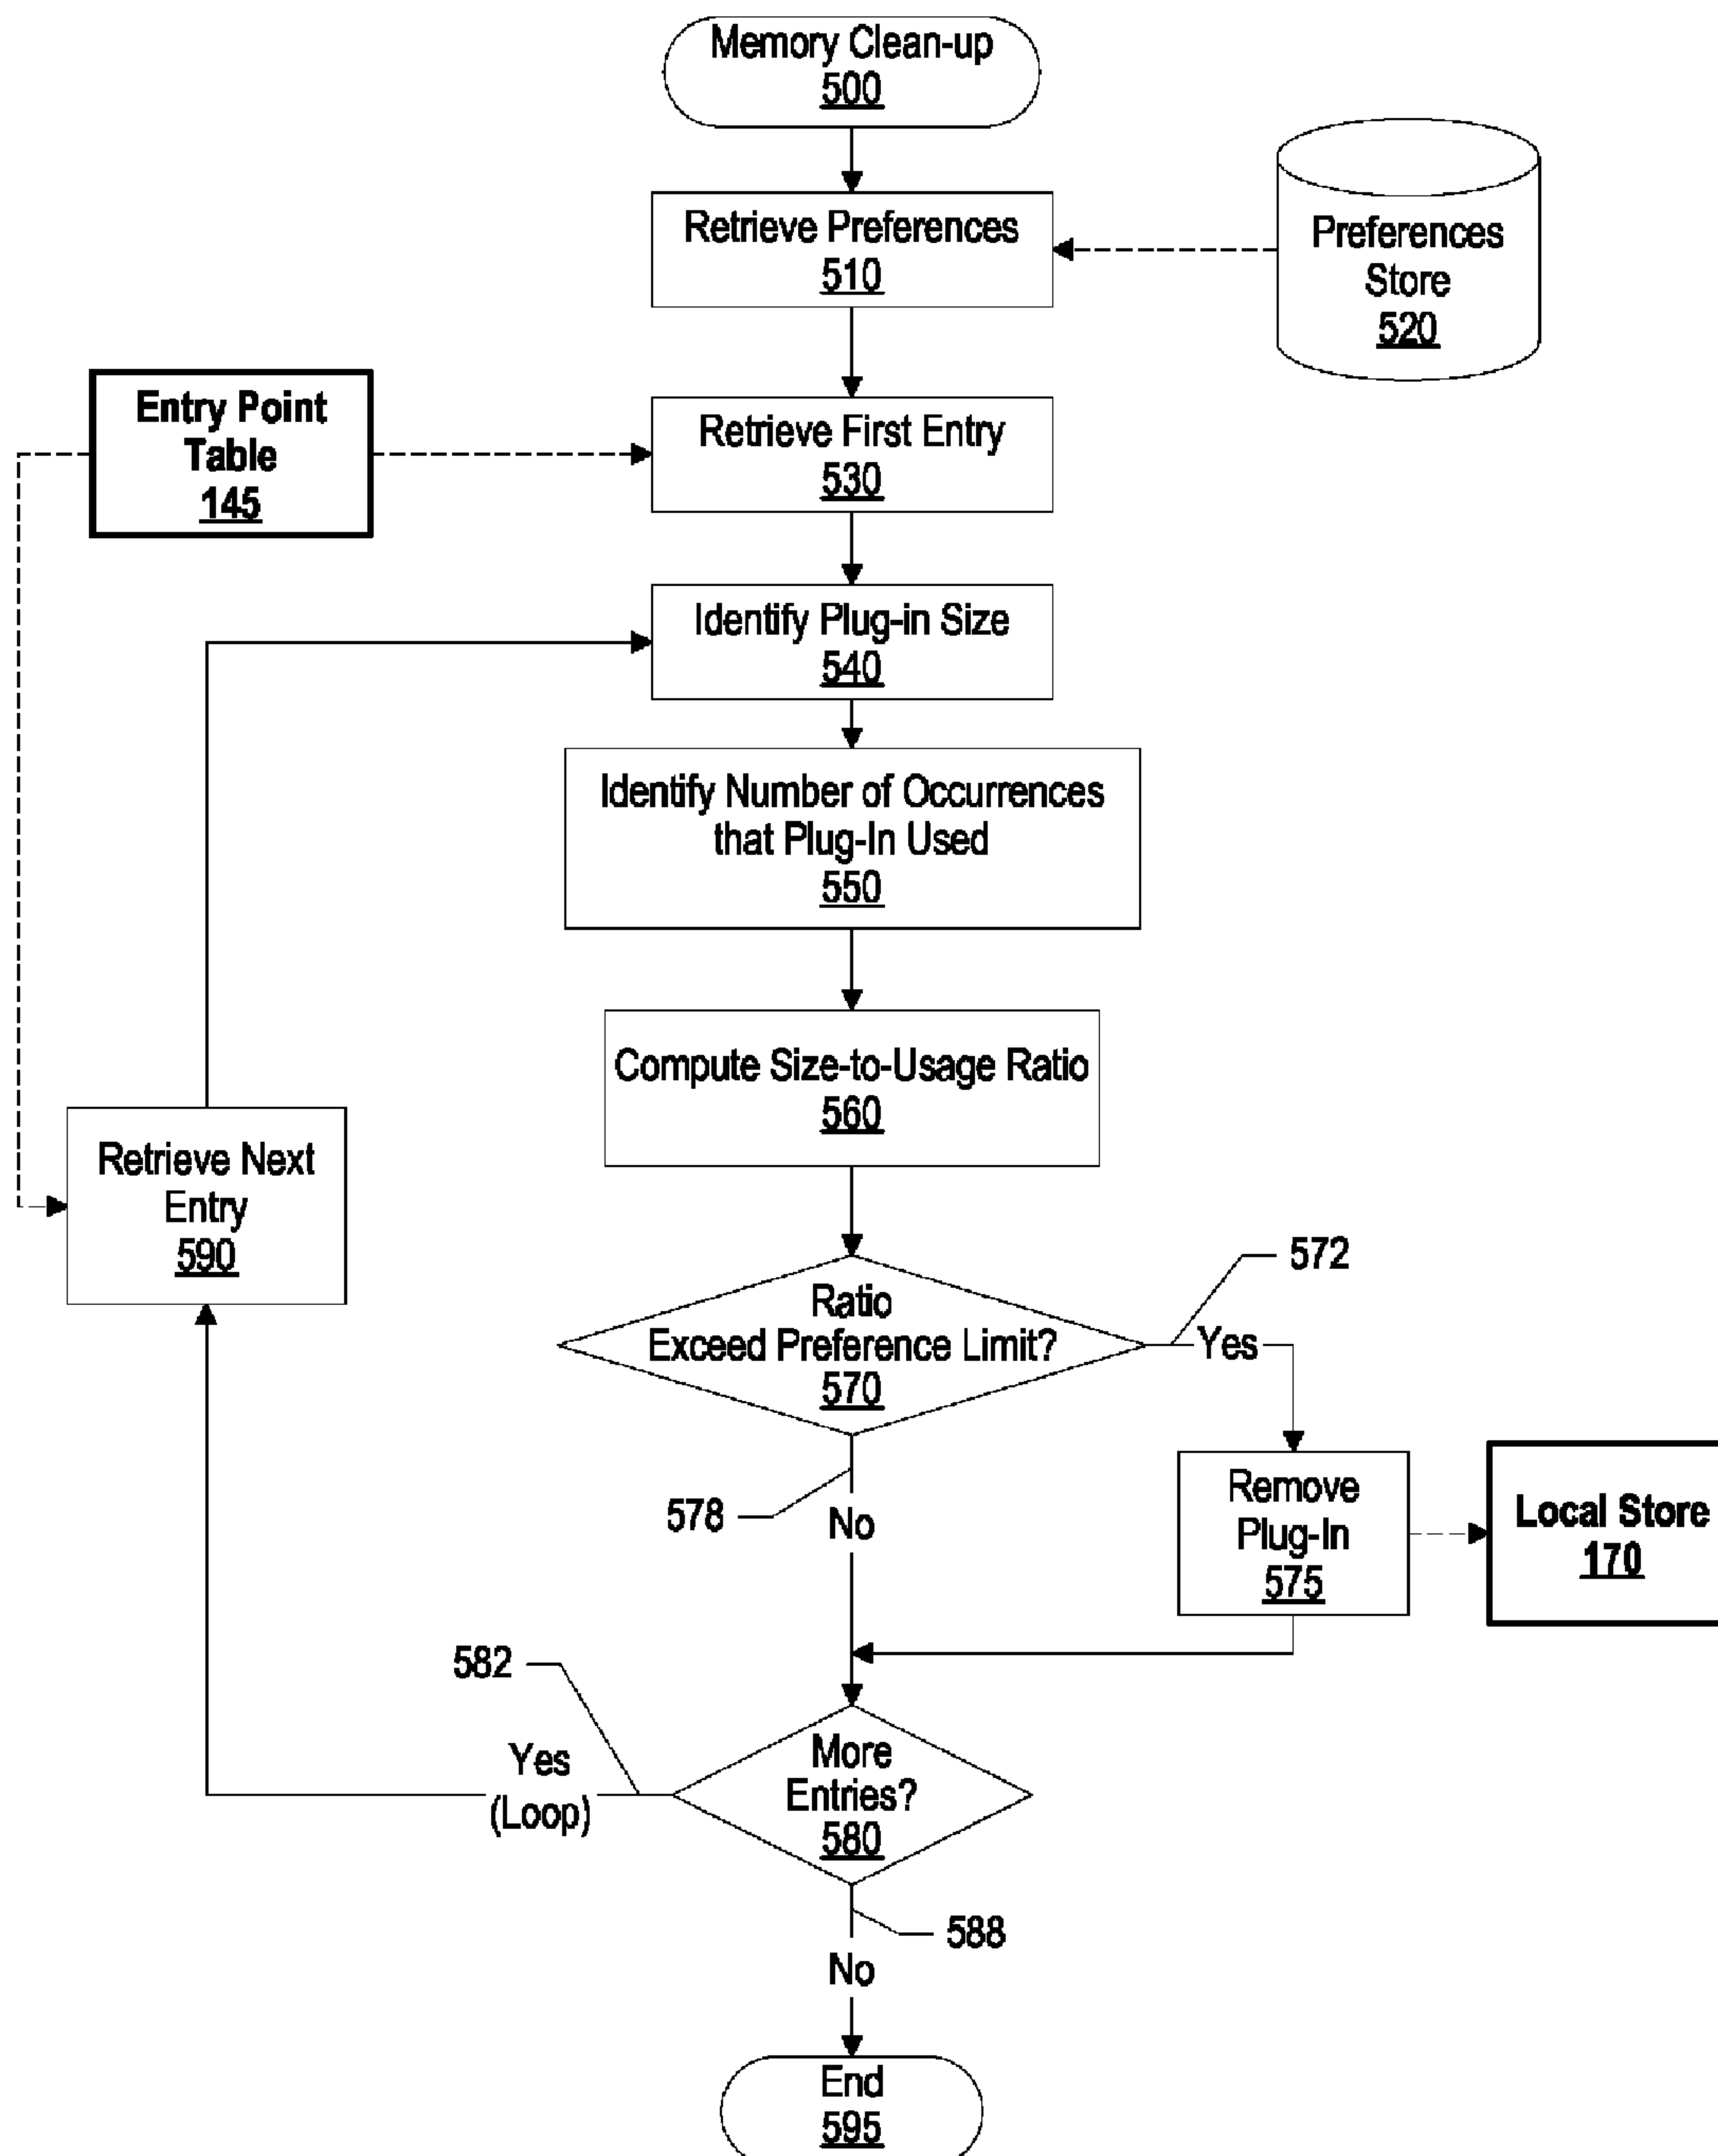 Memory Clean-up
500
Retrieve Preferences
510
Preferences
Store
520
Entry Point
Table
145
Retrieve First Entry
530
Identify Plug-in Size
540
Identify Number of Occurrences
that Plug-In Used
550
Compute Size-to-Usage Ratio
560
Retrieve Next
Entry
590
572
Ratio
Exceed Preference Limit?
570
Yes
578
No
Remove
Plug-In
575
Local Store
170
582
Yes
(Loop)
More
Entries?
580
588
No
End
595